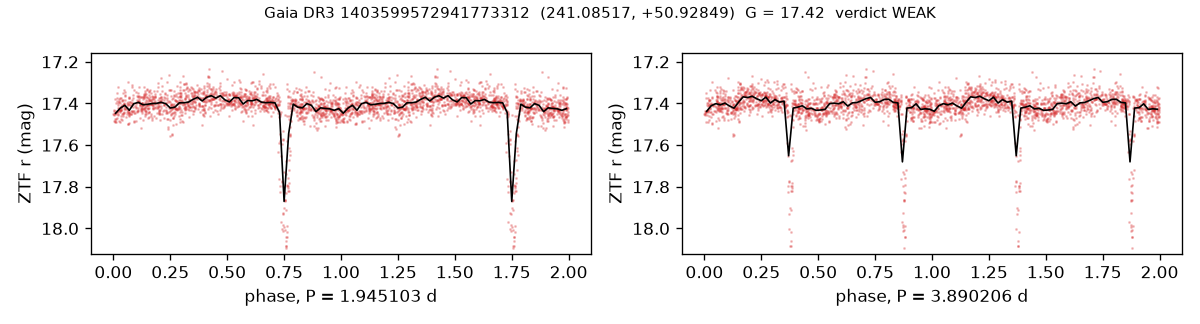 Gaia DR3 1403599572941773312  (241.08517, +50.92849)  G = 17.42  verdict WEAK
ZTF r (mag)
17.2
17.4
17.6
17.8
18.0
0.00 0.25 0.50 0.75 1.00 1.25 1.50 1.75 2.00
phase, P = 1.945103 d
ZTF r (mag)
17.2
17.4
17.6
17.8
18.0
0.00 0.25 0.50 0.75 1.00 1.25 1.50 1.75 2.00
phase, P = 3.890206 d